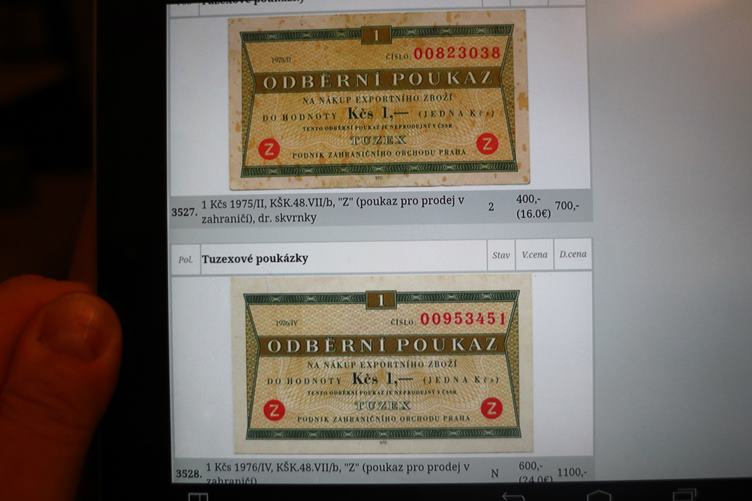 Tuzexové poukázky
1
1975/II
ČÍSLO: 00823038
ODBĚRNÍ POUKAZ
NA NÁKUP EXPORTNÍHO ZBOŽÍ
DO HODNOTY Kčs 1,— (JEDNA Kčs)
TENTO ODBĚRNÍ POUKAZ JE NEPRODEJNÝ V ČSSR.
TUZEX
Z Z
PODNIK ZAHRANIČNÍHO OBCHODU PRAHA
3527. 1 Kčs 1975/II, KŠK.48.VII/b, "Z" (poukaz pro prodej v zahraničí), dr. skvrnky 2 400,- (16.0€) 700,-
Pol. Tuzexové poukázky Stav V.cena D.cena
1
1976/IV
ČÍSLO: 00953451
ODBĚRNÍ POUKAZ
NA NÁKUP EXPORTNÍHO ZBOŽÍ
DO HODNOTY Kčs 1,— (JEDNA Kčs)
TENTO ODBĚRNÍ POUKAZ JE NEPRODEJNÝ V ČSSR.
TUZEX
Z Z
PODNIK ZAHRANIČNÍHO OBCHODU PRAHA
3528. 1 Kčs 1976/IV, KŠK.48.VII/b, "Z" (poukaz pro prodej v zahraničí) N 600,- (24.0€) 1100,-